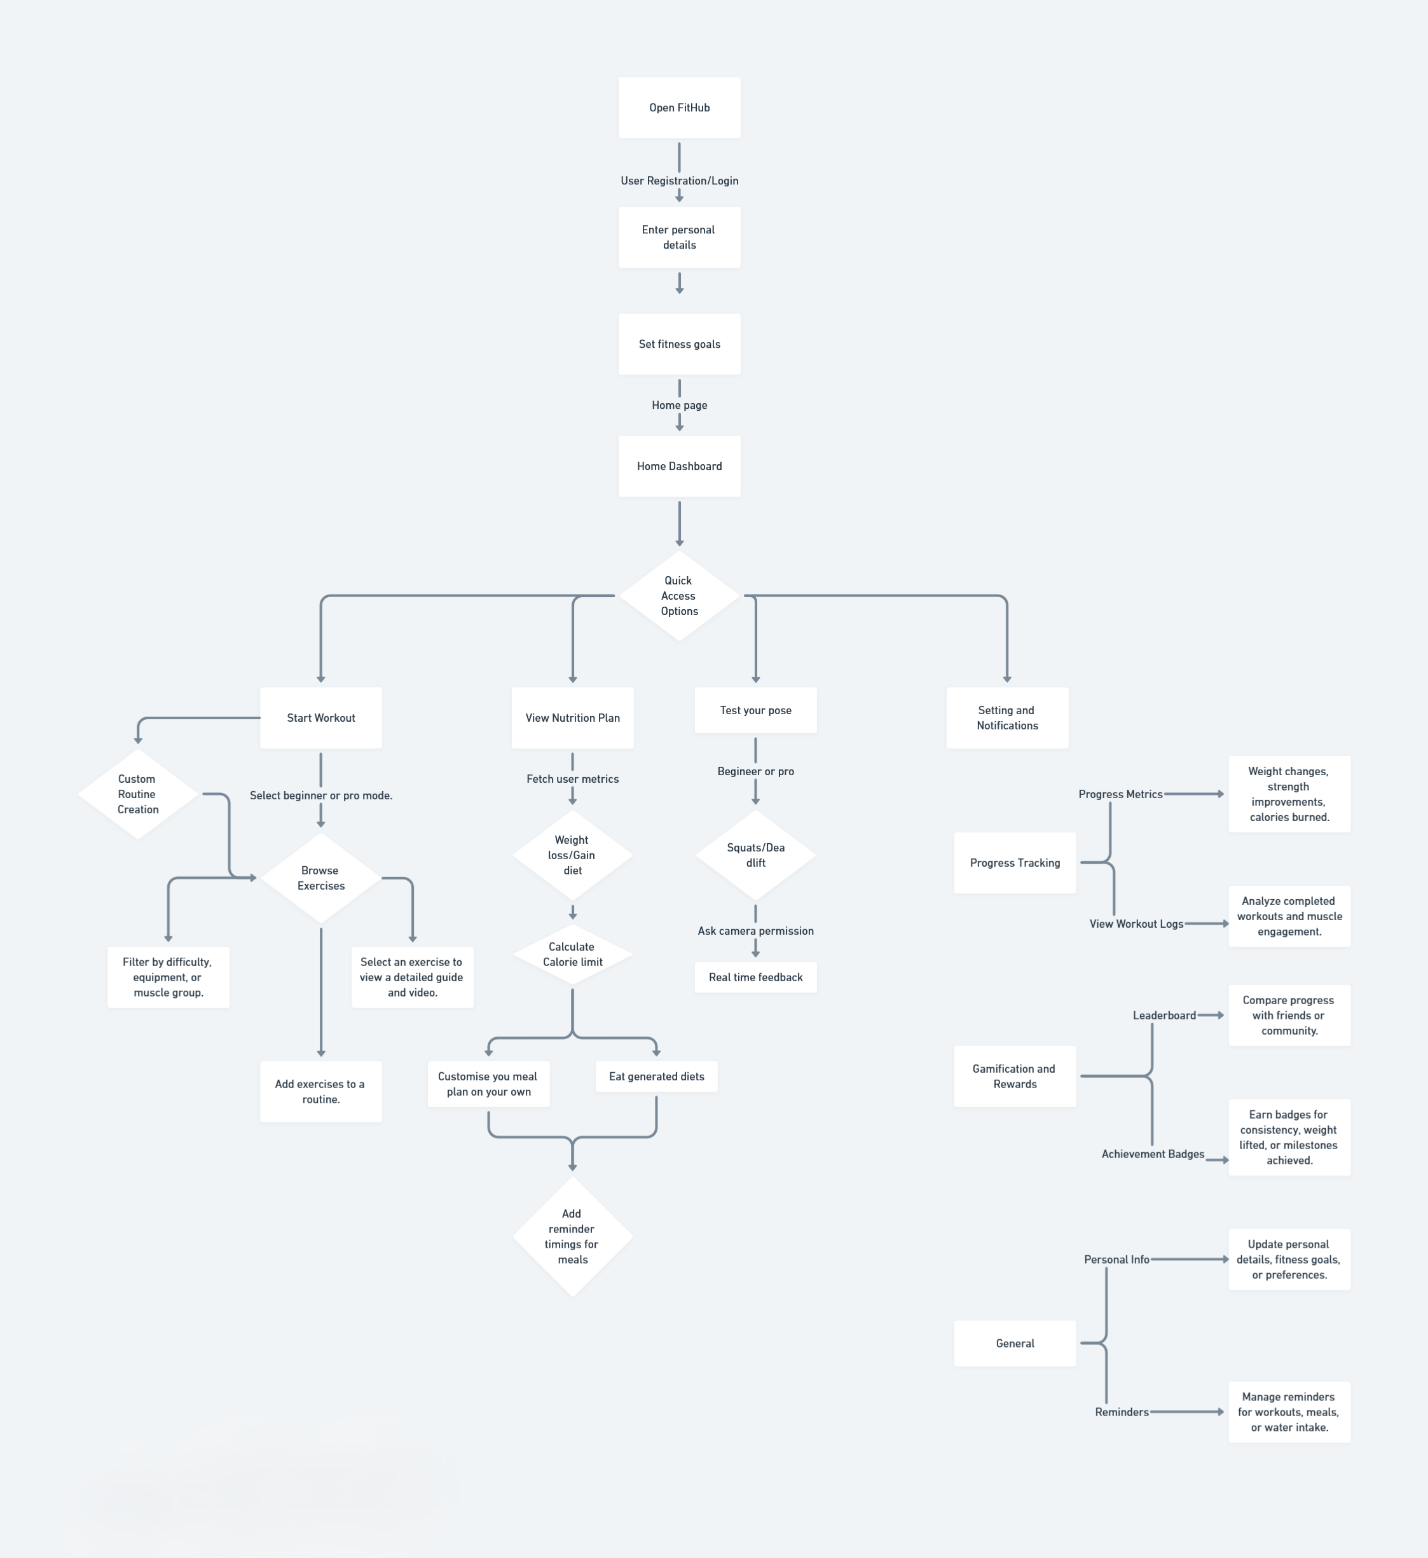 Open FitHub
User Registration/Login
Enter personal
details
Set fitness goals
Home page
Home Dashboard
Quick
Access
Options
Start Workout
View Nutrition Plan
Test your pose
Setting and
Notifications
Custom
Routine
Creation
Select beginner or pro mode.
Browse
Exercises
Filter by difficulty,
equipment, or
muscle group.
Select an exercise to
view a detailed guide
and video.
Add exercises to a
routine.
Fetch user metrics
Weight
loss/Gain
diet
Calculate
Calorie limit
Customise you meal
plan on your own
Eat generated diets
Add
reminder
timings for
meals
Begineer or pro
Squats/Dea
dlift
Ask camera permission
Real time feedback
Progress Tracking
Progress Metrics
Weight changes,
strength
improvements,
calories burned.
View Workout Logs
Analyze completed
workouts and muscle
engagement.
Gamification and
Rewards
Leaderboard
Compare progress
with friends or
community.
Achievement Badges
Earn badges for
consistency, weight
lifted, or milestones
achieved.
General
Personal Info
Update personal
details, fitness goals,
or preferences.
Reminders
Manage reminders
for workouts, meals,
or water intake.